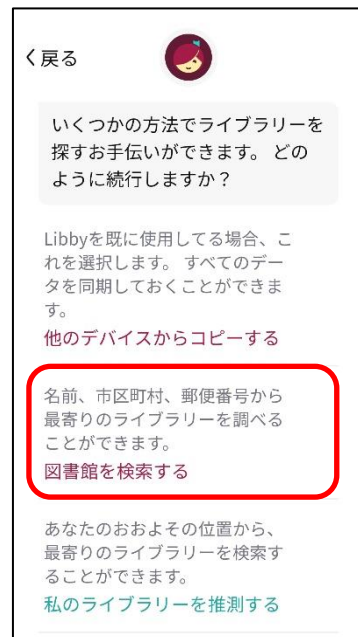 く戻る
いくつかの方法でライブラリーを
探すお手伝いができます。 どの
ように続行しますか？
Libbyを既に使用してる場合、こ
れを選択します。 すべてのデー
タを同期しておくことができま
す。
他のデバイスからコピーする
名前、市区町村、郵便番号から
最寄りのライブラリーを調べる
ことができます。
図書館を検索する
あなたのおおよその位置から、
最寄りのライブラリーを検索す
ることができます。
私のライブラリーを推測する